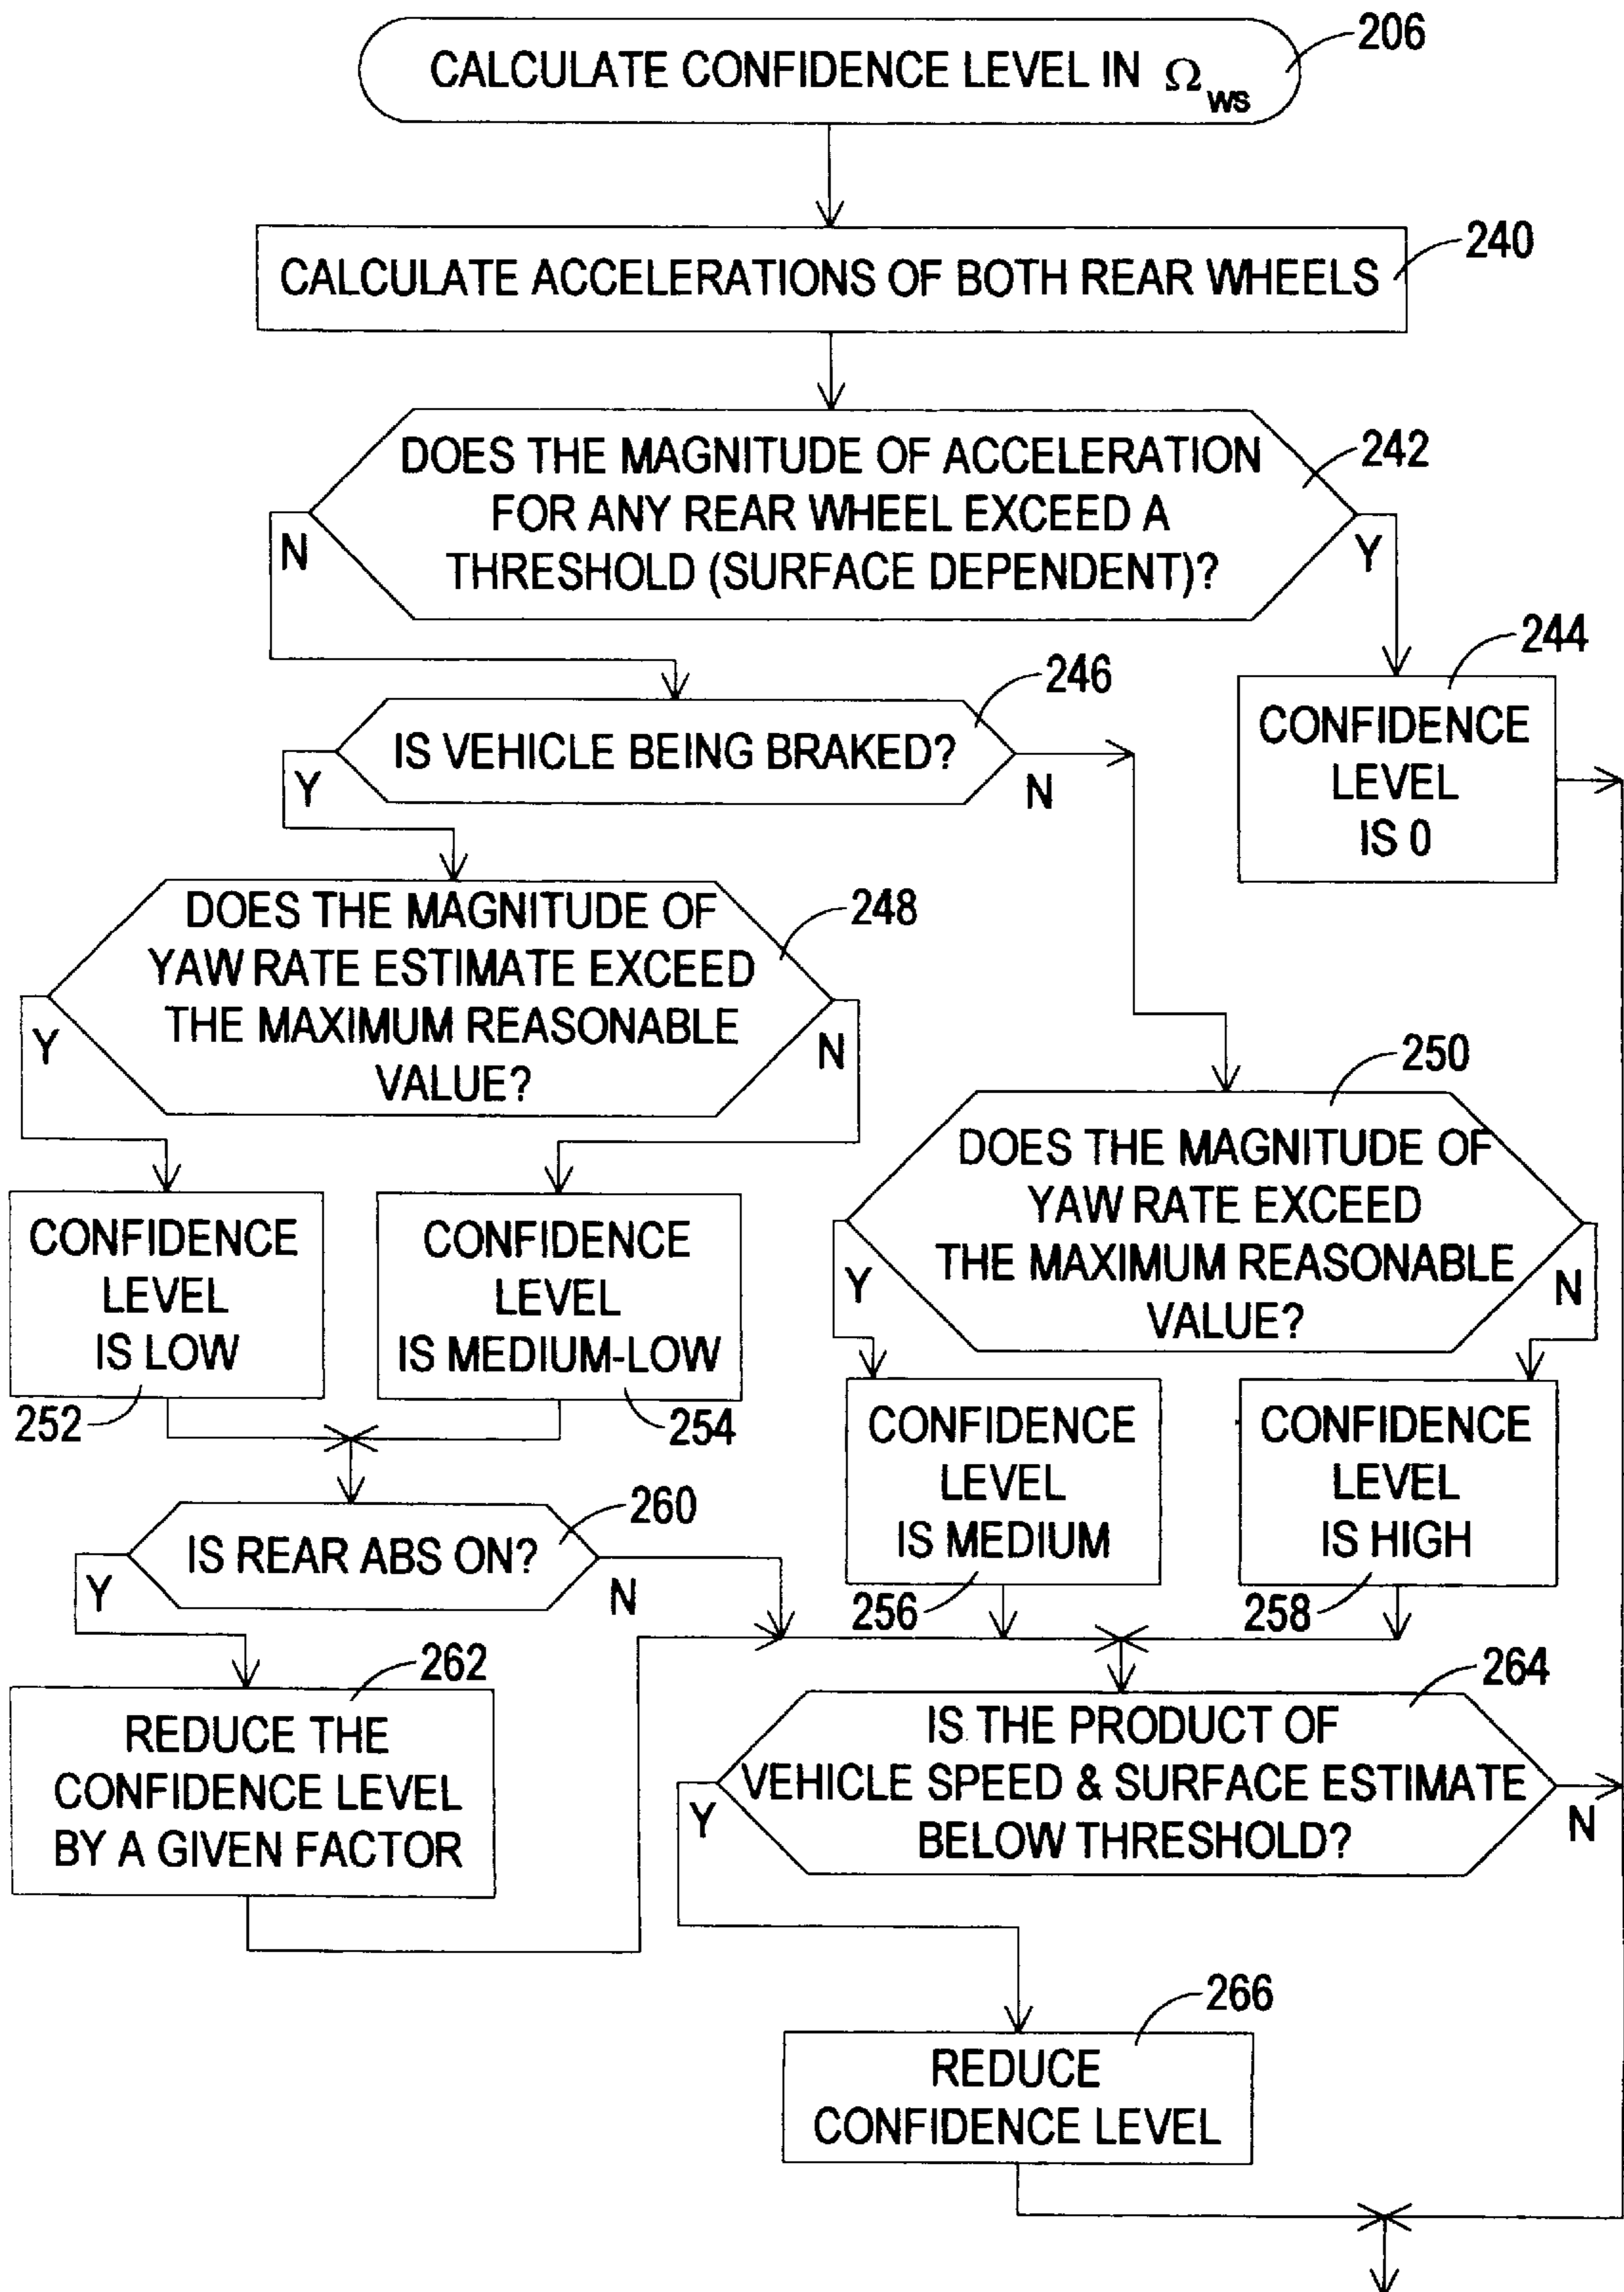 206
CALCULATE CONFIDENCE LEVEL IN Ωws
240
CALCULATE ACCELERATIONS OF BOTH REAR WHEELS
242
DOES THE MAGNITUDE OF ACCELERATION
FOR ANY REAR WHEEL EXCEED A
THRESHOLD (SURFACE DEPENDENT)?
N
Y
244
CONFIDENCE
LEVEL
IS 0
246
IS VEHICLE BEING BRAKED?
Y
N
248
DOES THE MAGNITUDE OF
YAW RATE ESTIMATE EXCEED
THE MAXIMUM REASONABLE
VALUE?
Y
N
250
DOES THE MAGNITUDE OF
YAW RATE EXCEED
THE MAXIMUM REASONABLE
VALUE?
Y
N
CONFIDENCE
LEVEL
IS LOW
252
CONFIDENCE
LEVEL
IS MEDIUM-LOW
254
CONFIDENCE
LEVEL
IS MEDIUM
256
CONFIDENCE
LEVEL
IS HIGH
258
260
IS REAR ABS ON?
Y
N
262
REDUCE THE
CONFIDENCE LEVEL
BY A GIVEN FACTOR
264
IS THE PRODUCT OF
VEHICLE SPEED & SURFACE ESTIMATE
BELOW THRESHOLD?
Y
N
266
REDUCE
CONFIDENCE LEVEL